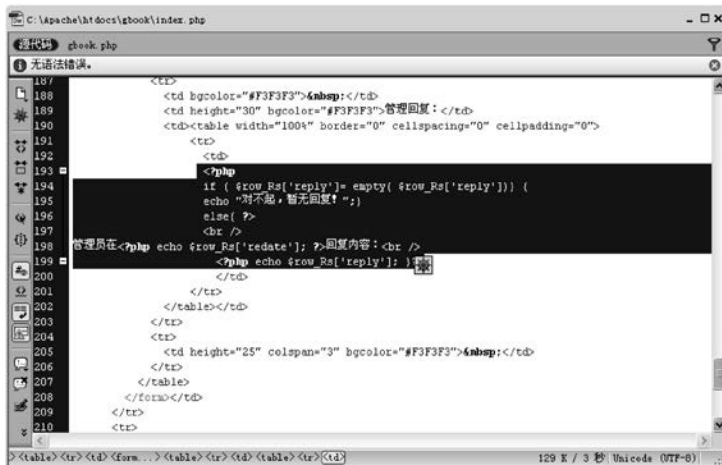 C:\Apache\htdocs\gbook\index.php
源代码 gbook.php
无语法错误。
187 <tr>
188 <td bgcolor="#F3F3F3">&nbsp;</td>
189 <td height="30" bgcolor="#F3F3F3">管理回复：</td>
190 <td><table width="100%" border="0" cellspacing="0" cellpadding="0">
191 <tr>
192 <td>
193 <?php
194 if ( $row_Rs['reply']= empty( $row_Rs['reply'])) {
195 echo "对不起，暂无回复！";}
196 else{ ?>
197 <br />
198 管理员在<?php echo $row_Rs['redate']; ?>回复内容：<br />
199 <?php echo $row_Rs['reply']; }?
200 </td>
201 </tr>
202 </table></td>
203 </tr>
204 <tr>
205 <td height="25" colspan="3" bgcolor="#F3F3F3">&nbsp;</td>
206 </tr>
207 </table>
208 </form></td>
209 </tr>
210 <tr>
> <table> <tr> <td> <form...> <table> <tr> <td> <table> <tr> <td> 129 K / 3 秒 Unicode (UTF-8)